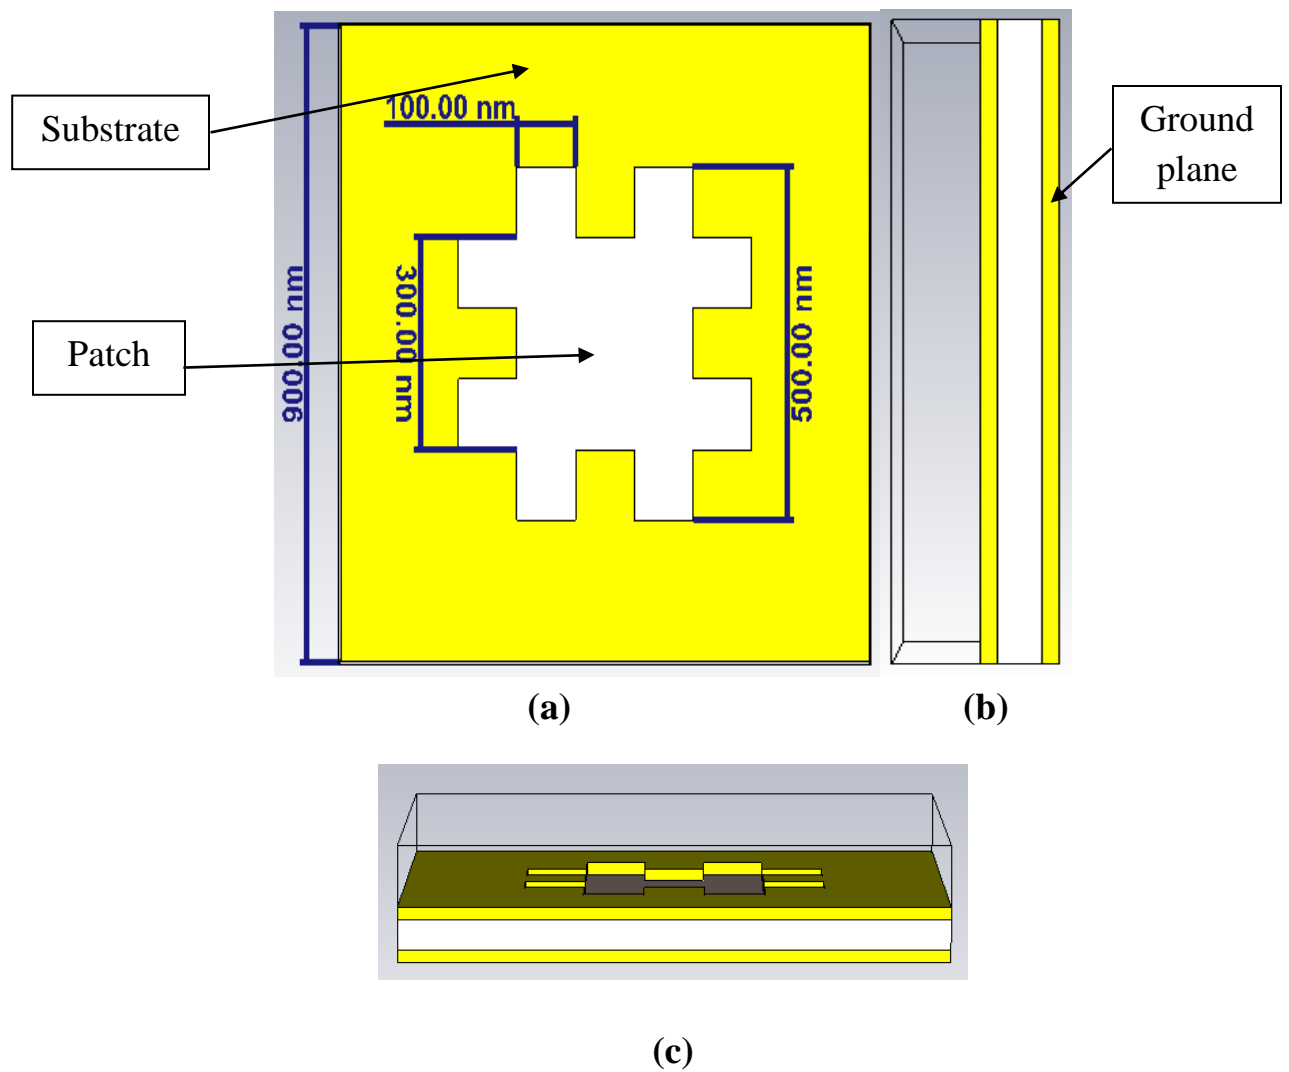 Substrate
100.00 nm
Ground
plane
900.00 nm
300.00 nm
500.00 nm
Patch
(a)
(b)
(c)